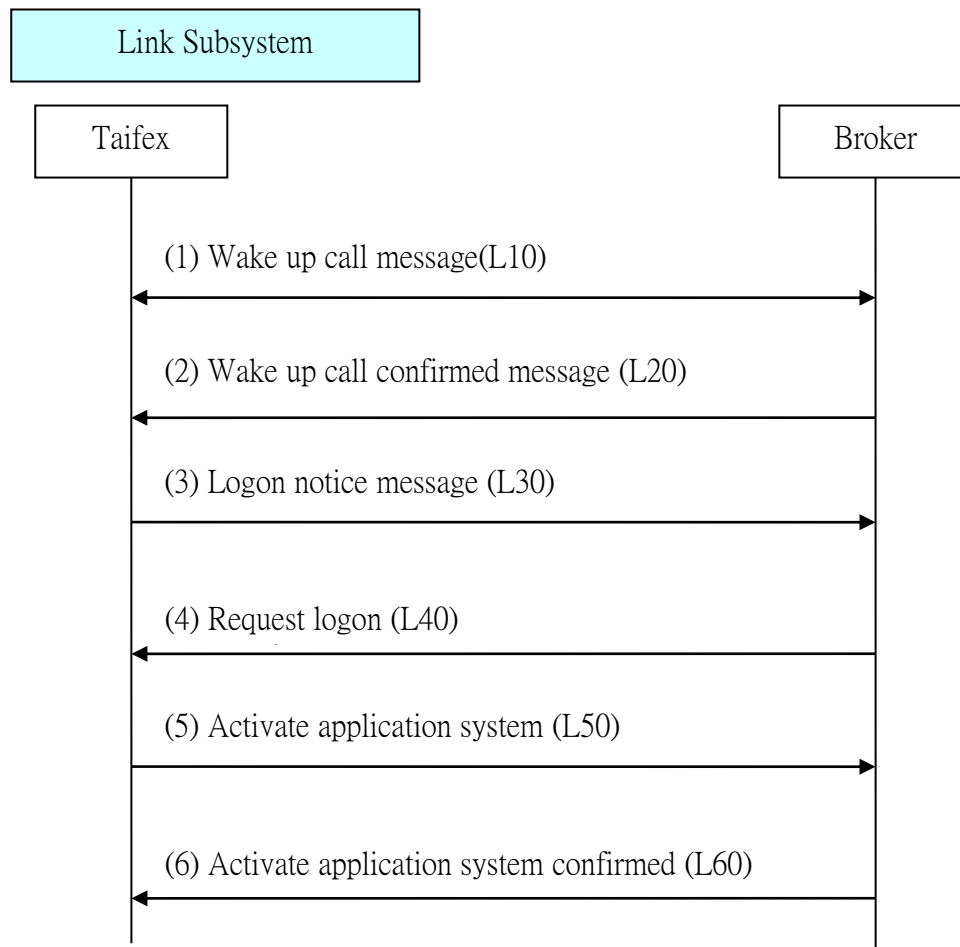 Link Subsystem
Taifex
Broker
(1) Wake up call message(L10)
(2) Wake up call confirmed message (L20)
(3) Logon notice message (L30)
(4) Request logon (L40)
(5) Activate application system (L50)
(6) Activate application system confirmed (L60)